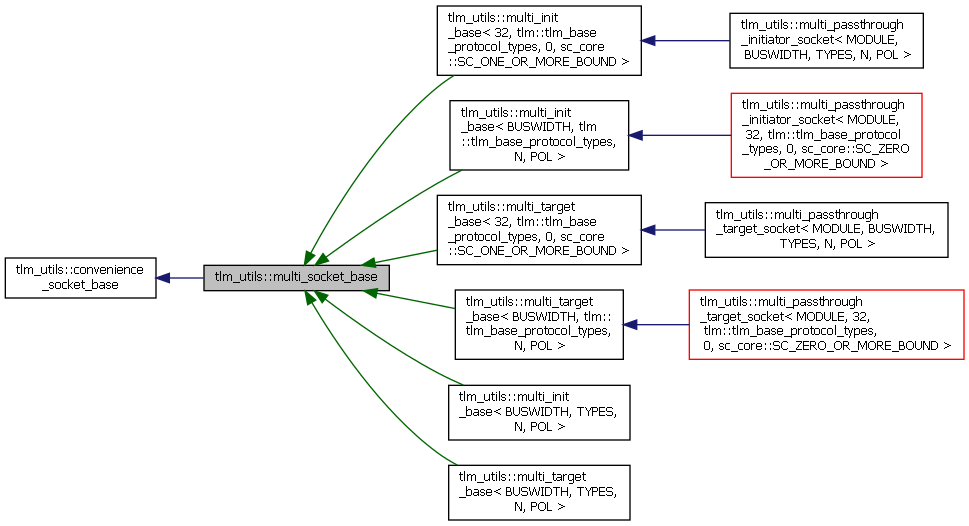 tlm_utils::convenience
_socket_base
tlm_utils::multi_socket_base
tlm_utils::multi_init
_base< 32, tlm::tlm_base
_protocol_types, 0, sc_core
::SC_ONE_OR_MORE_BOUND >
tlm_utils::multi_passthrough
_initiator_socket< MODULE,
BUSWIDTH, TYPES, N, POL >
tlm_utils::multi_init
_base< BUSWIDTH, tlm
::tlm_base_protocol_types,
N, POL >
tlm_utils::multi_passthrough
_initiator_socket< MODULE,
32, tlm::tlm_base_protocol
_types, 0, sc_core::SC_ZERO
_OR_MORE_BOUND >
tlm_utils::multi_target
_base< 32, tlm::tlm_base
_protocol_types, 0, sc_core
::SC_ONE_OR_MORE_BOUND >
tlm_utils::multi_passthrough
_target_socket< MODULE, BUSWIDTH,
TYPES, N, POL >
tlm_utils::multi_target
_base< BUSWIDTH, tlm::
tlm_base_protocol_types,
N, POL >
tlm_utils::multi_passthrough
_target_socket< MODULE, 32,
tlm::tlm_base_protocol_types,
0, sc_core::SC_ZERO_OR_MORE_BOUND >
tlm_utils::multi_init
_base< BUSWIDTH, TYPES,
N, POL >
tlm_utils::multi_target
_base< BUSWIDTH, TYPES,
N, POL >